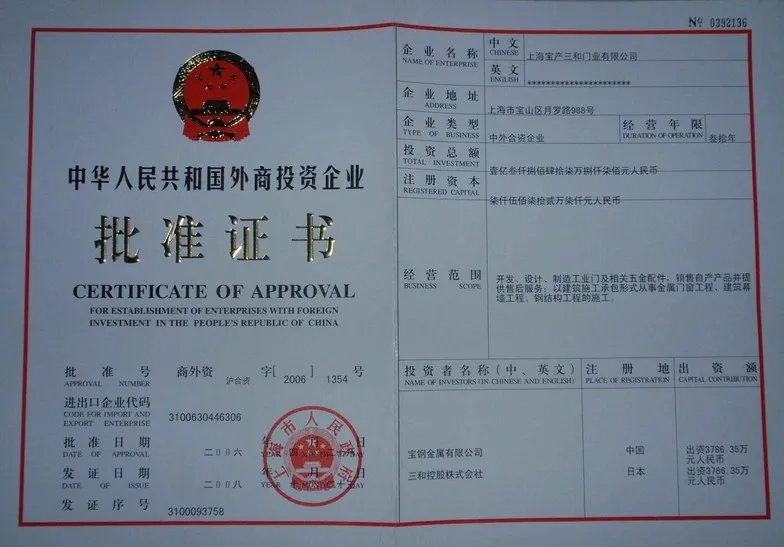 No 0392136
中华人民共和国外商投资企业
批准证书
CERTIFICATE OF APPROVAL
FOR ESTABLISHMENT OF ENTERPRISES WITH FOREIGN
INVESTMENT IN THE PEOPLE'S REPUBLIC OF CHINA
批准号 商外资 沪合资 字[2006]1354号
APPROVAL NUMBER
进出口企业代码
CODE FOR IMPORT AND
EXPORT ENTERPRISE 3100630446306
批准日期 二〇〇六 年
DATE OF APPROVAL
发证日期 二〇〇八 年
DATE OF ISSUE
发证序号 3100093758
上海市人民政府
企业名称 中文 上海宝产三和门业有限公司
NAME OF ENTERPRISE CHINESE
英文 **********************
ENGLISH
企业地址 上海市宝山区月罗路988号
ADDRESS
企业类型 中外合资企业 经营年限 叁拾年
TYPE OF BUSINESS DURATION OF OPERATION
投资总额 壹亿叁仟捌佰肆拾柒万捌仟柒佰元人民币
TOTAL INVESTMENT
注册资本 柒仟伍佰柒拾贰万柒仟元人民币
REGISTERED CAPITAL
经营范围 开发、设计、制造工业门及相关五金配件，销售自产产品并提
供售后服务；以建筑施工承包形式从事金属门窗工程、建筑幕
墙工程、钢结构工程的施工。
BUSINESS SCOPE
投资者名称(中、英文) 注册地 出资额
NAME OF INVESTORS (IN CHINESE AND ENGLISH) PLACE OF REGISTRATION CAPITAL CONTRIBUTION
宝钢金属有限公司 中国 出资3786.35万
元人民币
三和控股株式会社 日本 出资3786.35万
元人民币